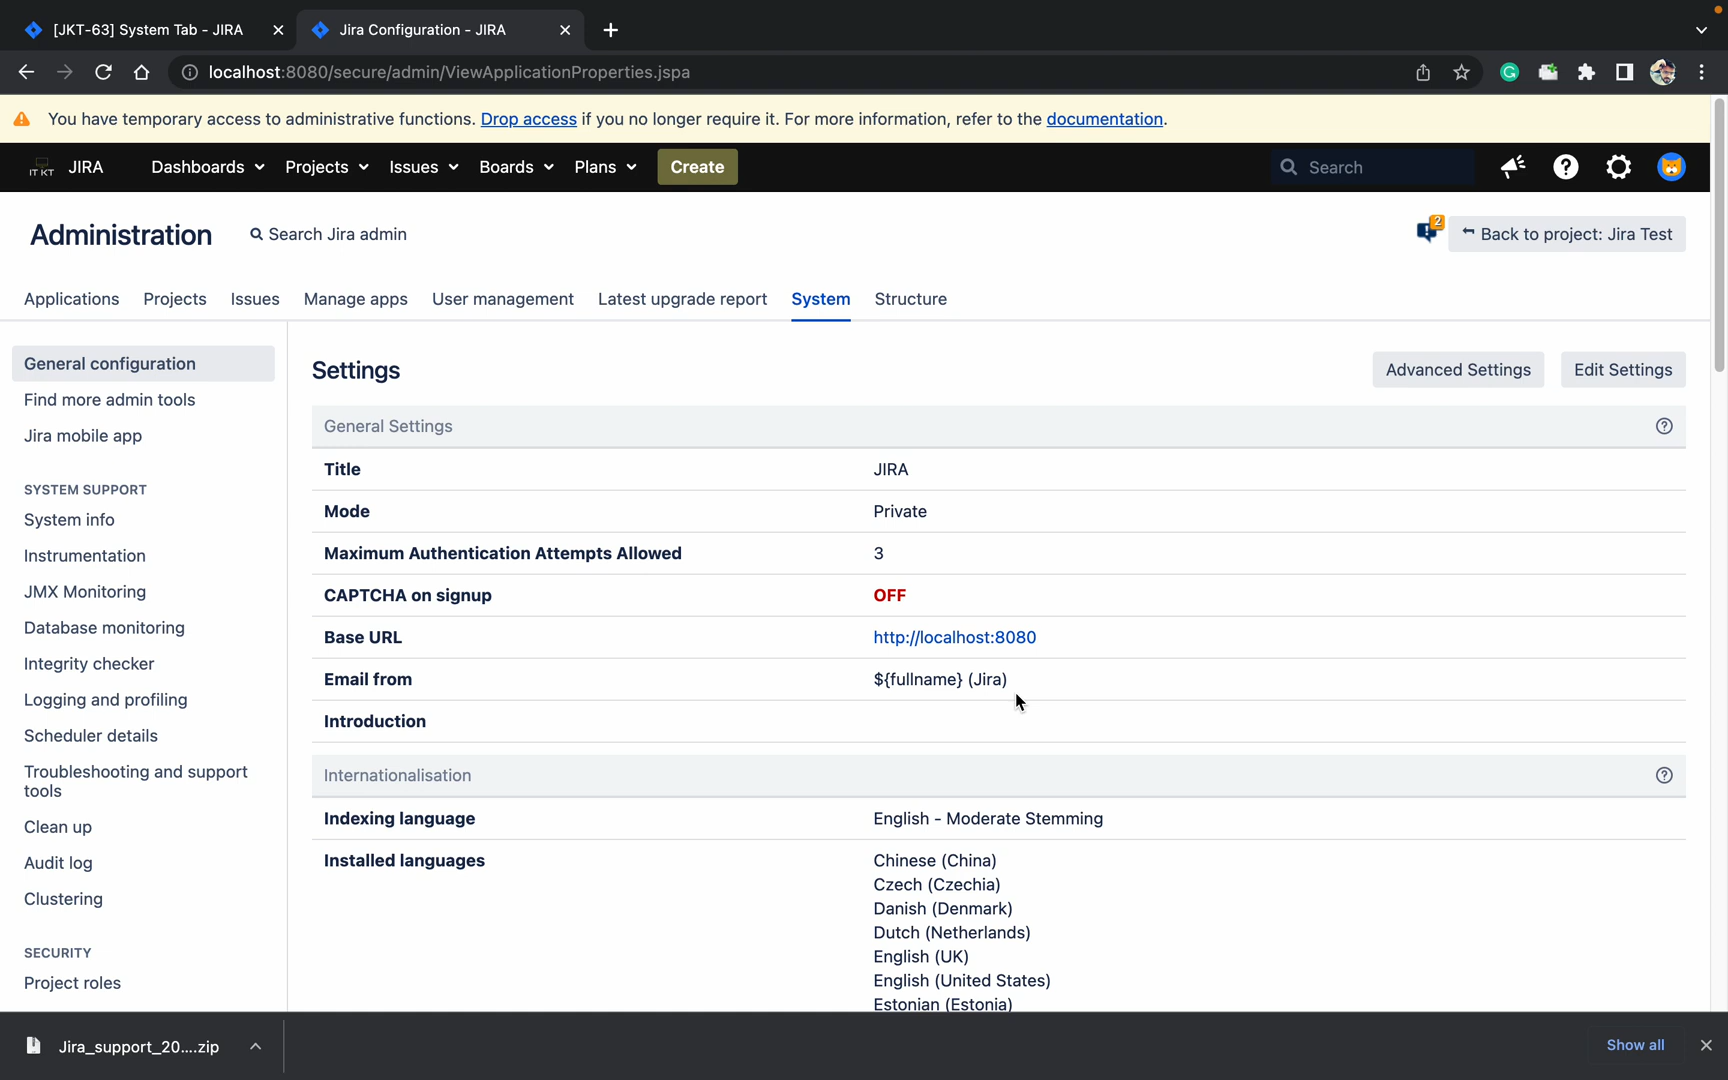 [JKT-63] System Tab - JIRA
Jira Configuration - JIRA
localhost:8080/secure/admin/ViewApplicationProperties.jspa
You have temporary access to administrative functions. Drop access if you no longer require it. For more information, refer to the documentation.
IT KT JIRA Dashboards Projects Issues Boards Plans Create Search
Administration Search Jira admin 2 Back to project: Jira Test
Applications Projects Issues Manage apps User management Latest upgrade report System Structure
General configuration
Find more admin tools
Jira mobile app
SYSTEM SUPPORT
System info
Instrumentation
JMX Monitoring
Database monitoring
Integrity checker
Logging and profiling
Scheduler details
Troubleshooting and support
tools
Clean up
Audit log
Clustering
SECURITY
Project roles
Settings Advanced Settings Edit Settings
General Settings
Title JIRA
Mode Private
Maximum Authentication Attempts Allowed 3
CAPTCHA on signup OFF
Base URL http://localhost:8080
Email from ${fullname} (Jira)
Introduction
Internationalisation
Indexing language English - Moderate Stemming
Installed languages Chinese (China)
Czech (Czechia)
Danish (Denmark)
Dutch (Netherlands)
English (UK)
English (United States)
Estonian (Estonia)
Jira_support_20....zip Show all